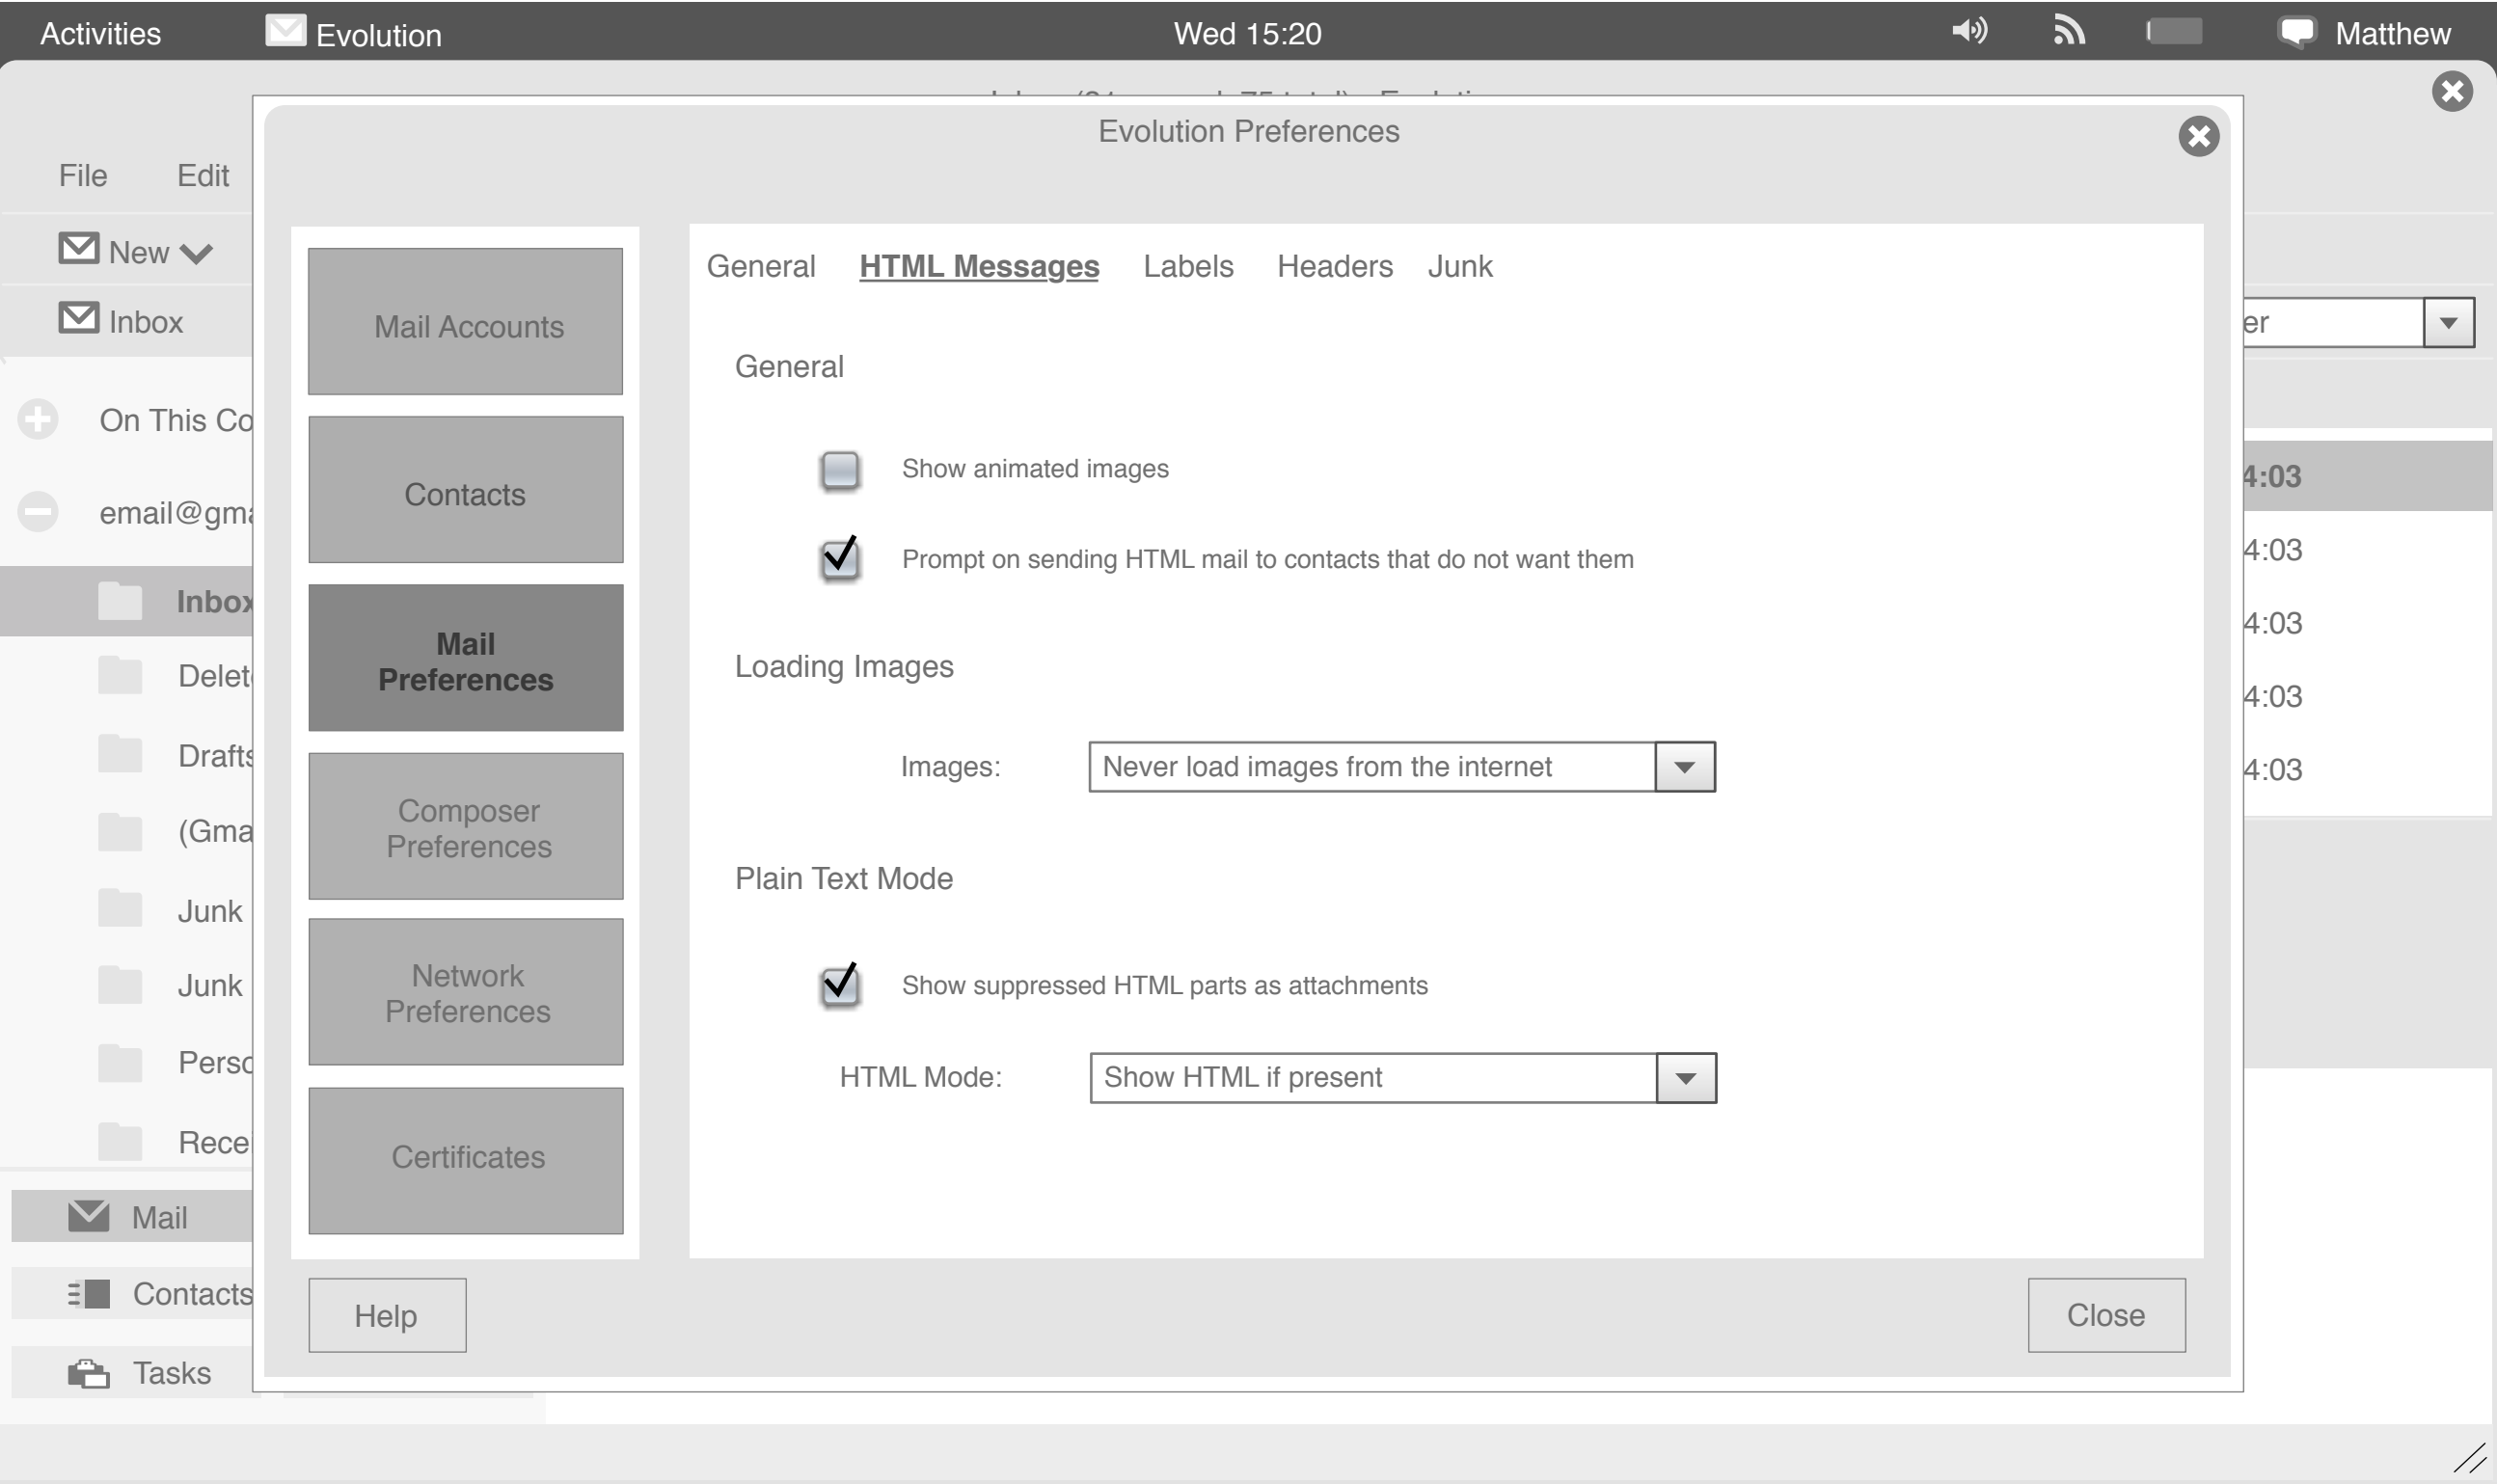 Activities Evolution Wed 15:20 Matthew
Evolution Preferences
File Edit
New
Inbox
er
On This Co
email@gma
Inbox
Delet
Drafts
(Gma
Junk
Junk
Perso
Recei
Mail
Contacts
Tasks
Mail Accounts
Contacts
Mail
Preferences
Composer
Preferences
Network
Preferences
Certificates
General HTML Messages Labels Headers Junk
General
Show animated images
Prompt on sending HTML mail to contacts that do not want them
Loading Images
Images: Never load images from the internet
Plain Text Mode
Show suppressed HTML parts as attachments
HTML Mode: Show HTML if present
4:03
4:03
4:03
4:03
4:03
Help
Close